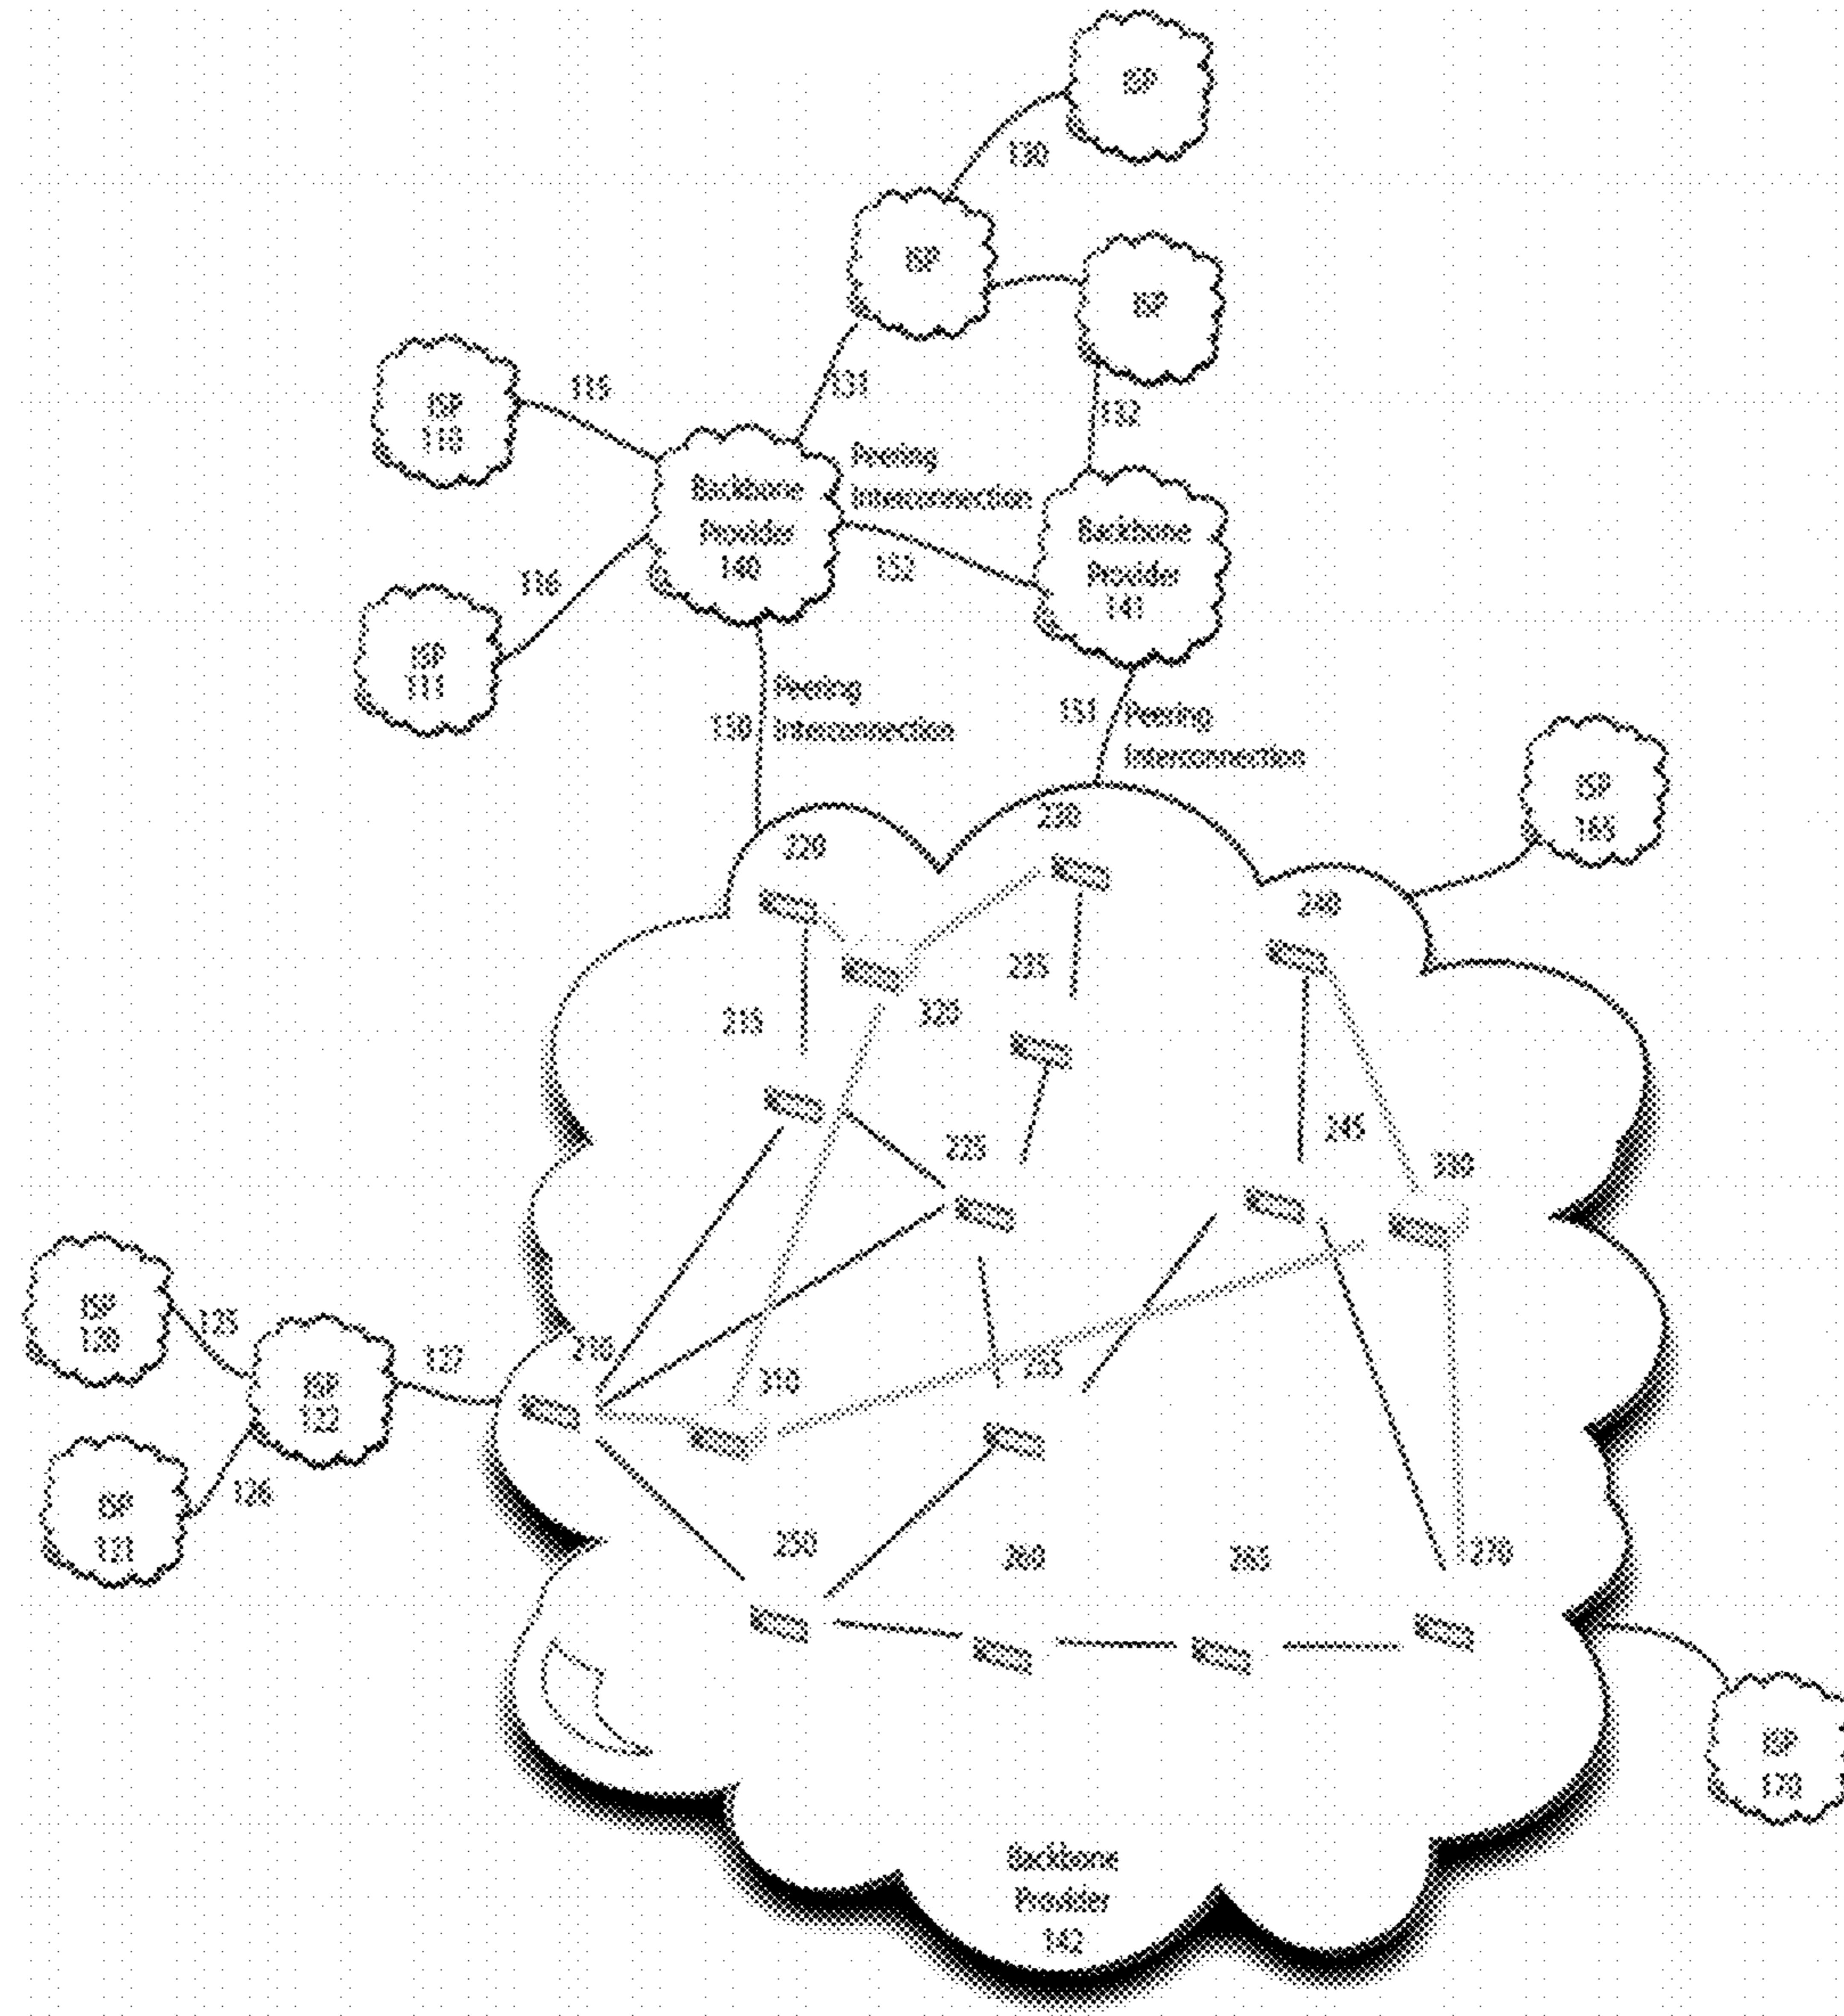 ISP
130
ISP
ISP
115
131
ISP
110
132
Peering
Interconnection
Backbone
Provider
140
Backbone
Provider
141
152
116
ISP
111
Peering
Interconnection
150
151
Peering
Interconnection
ISP
165
230
220
240
235
320
215
245
225
330
ISP
120
125
210
127
255
310
ISP
122
126
ISP
121
250
260
265
270
ISP
170
Backbone
Provider
142